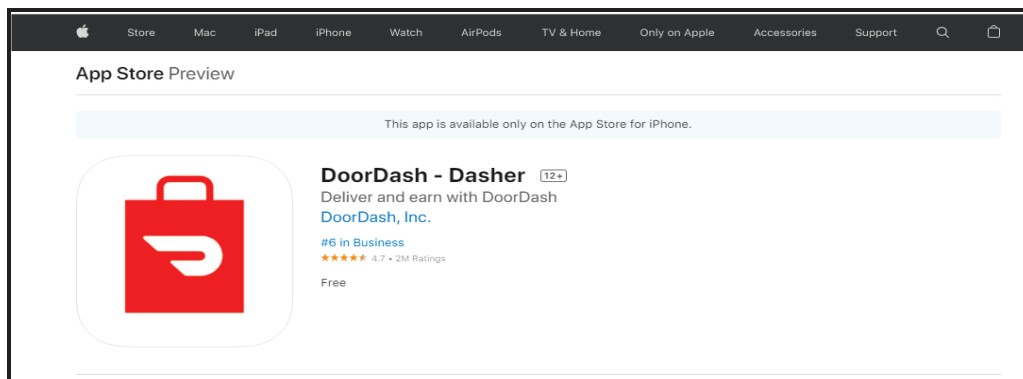 Store Mac iPad iPhone Watch AirPods TV & Home Only on Apple Accessories Support
App Store Preview
This app is available only on the App Store for iPhone.
DoorDash - Dasher 12+
Deliver and earn with DoorDash
DoorDash, Inc.
#6 in Business
4.7 • 2M Ratings
Free